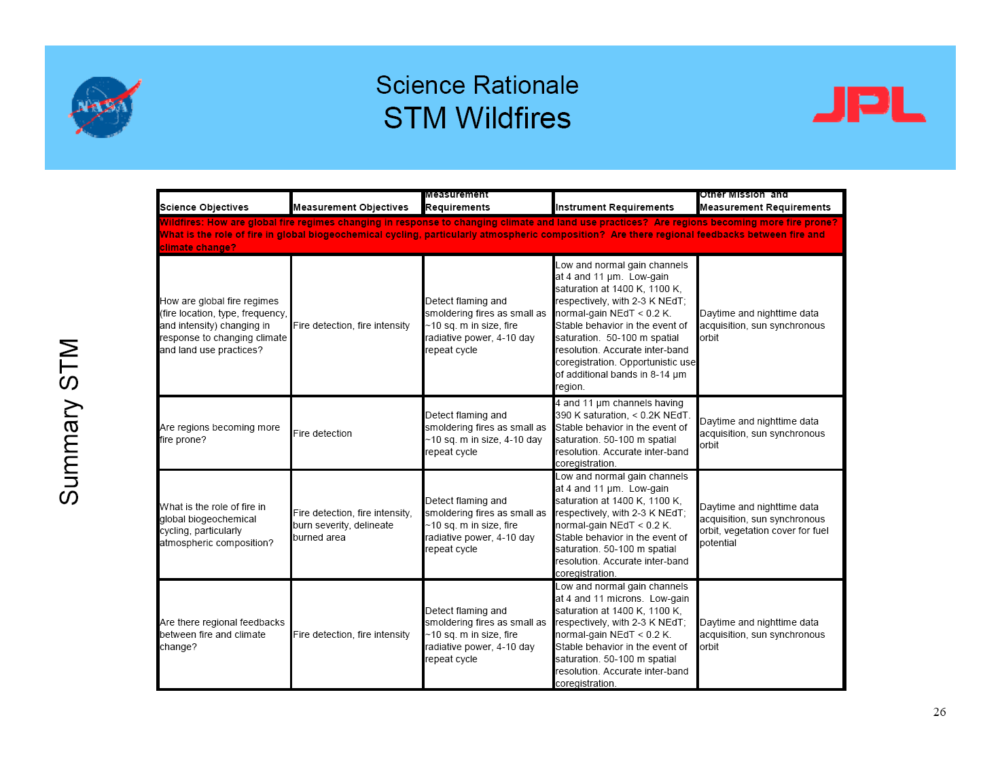 NASA
Science Rationale
STM Wildfires
JPL
Summary STM
Science Objectives
Measurement Objectives
Measurement
Requirements
Instrument Requirements
Other Mission  and
Measurement Requirements
Wildfires: How are global fire regimes changing in response to changing climate and land use practices?  Are regions becoming more fire prone?
What is the role of fire in global biogeochemical cycling, particularly atmospheric composition?  Are there regional feedbacks between fire and
climate change?
How are global fire regimes
(fire location, type, frequency,
and intensity) changing in
response to changing climate
and land use practices?
Fire detection, fire intensity
Detect flaming and
smoldering fires as small as
~10 sq. m in size, fire
radiative power, 4-10 day
repeat cycle
Low and normal gain channels
at 4 and 11 µm.  Low-gain
saturation at 1400 K, 1100 K,
respectively, with 2-3 K NEdT;
normal-gain NEdT < 0.2 K.
Stable behavior in the event of
saturation.  50-100 m spatial
resolution. Accurate inter-band
coregistration. Opportunistic use
of additional bands in 8-14 µm
region.
Daytime and nighttime data
acquisition, sun synchronous
orbit
Are regions becoming more
fire prone?
Fire detection
Detect flaming and
smoldering fires as small as
~10 sq. m in size, 4-10 day
repeat cycle
4 and 11 µm channels having
390 K saturation, < 0.2K NEdT.
Stable behavior in the event of
saturation. 50-100 m spatial
resolution. Accurate inter-band
coregistration.
Daytime and nighttime data
acquisition, sun synchronous
orbit
What is the role of fire in
global biogeochemical
cycling, particularly
atmospheric composition?
Fire detection, fire intensity,
burn severity, delineate
burned area
Detect flaming and
smoldering fires as small as
~10 sq. m in size, fire
radiative power, 4-10 day
repeat cycle
Low and normal gain channels
at 4 and 11 µm.  Low-gain
saturation at 1400 K, 1100 K,
respectively, with 2-3 K NEdT;
normal-gain NEdT < 0.2 K.
Stable behavior in the event of
saturation. 50-100 m spatial
resolution. Accurate inter-band
coregistration.
Daytime and nighttime data
acquisition, sun synchronous
orbit, vegetation cover for fuel
potential
Are there regional feedbacks
between fire and climate
change?
Fire detection, fire intensity
Detect flaming and
smoldering fires as small as
~10 sq. m in size, fire
radiative power, 4-10 day
repeat cycle
Low and normal gain channels
at 4 and 11 microns.  Low-gain
saturation at 1400 K, 1100 K,
respectively, with 2-3 K NEdT;
normal-gain NEdT < 0.2 K.
Stable behavior in the event of
saturation. 50-100 m spatial
resolution. Accurate inter-band
coregistration.
Daytime and nighttime data
acquisition, sun synchronous
orbit
26